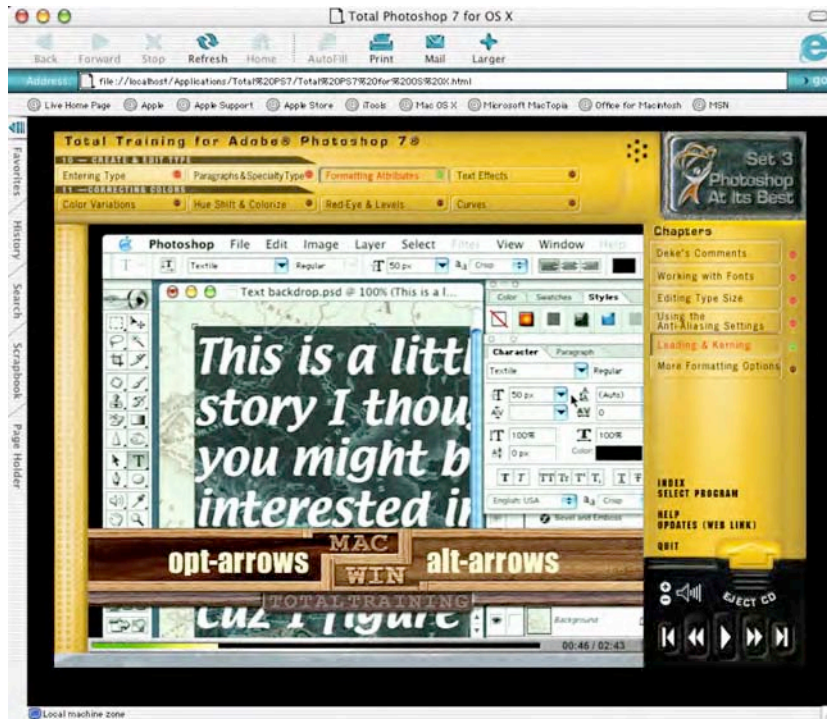 Total Photoshop 7 for OS X
Back Forward Stop Refresh Home AutoFill Print Mail Larger
Address: file://localhost/Applications/Total%20PS7/Total%20PS7%20for%20OS%20X.html go
Live Home Page Apple Apple Support Apple Store iTools Mac OS X Microsoft MacTopia Office for Macintosh MSN
Favorites
History
Search
Scrapbook
Page Holder
Total Training for Adobe® Photoshop 7®
10 — CREATE & EDIT TYPE
Entering Type Paragraphs & Specialty Type Formatting Attributes Text Effects
11 — CORRECTING COLORS
Color Variations Hue Shift & Colorize Red-Eye & Levels Curves
Set 3
Photoshop
At Its Best
Photoshop File Edit Image Layer Select Filter View Window Help
Textile Regular 50 px Crisp
Text backdrop.psd @ 100% (This is a l...
This is a littl
story I thou
you might b
interested in
cuz I figure
Color Swatches Styles
Character Paragraph
Textile Regular
50 px (Auto)
0
100% 100%
0 px Color:
English: USA Crisp
Bevel and Emboss
Background
MAC
opt-arrows alt-arrows
WIN
TOTALTRAINING
00:46 / 02:43
Chapters
Deke's Comments
Working with Fonts
Editing Type Size
Using the
Anti-Aliasing Settings
Leading & Kerning
More Formatting Options
INDEX
SELECT PROGRAM
HELP
UPDATES (WEB LINK)
QUIT
EJECT CD
Local machine zone